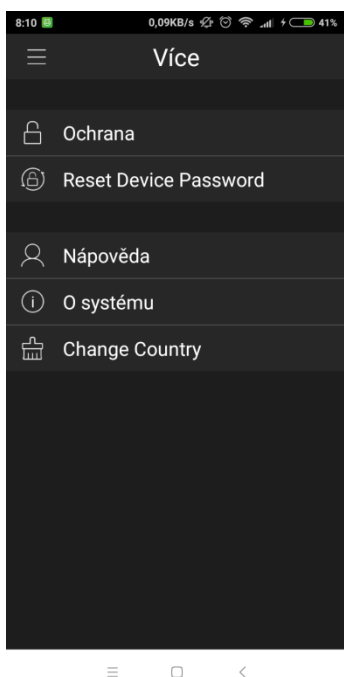 8:10 0,09KB/s 41%
Více
Ochrana
Reset Device Password
Nápověda
O systému
Change Country